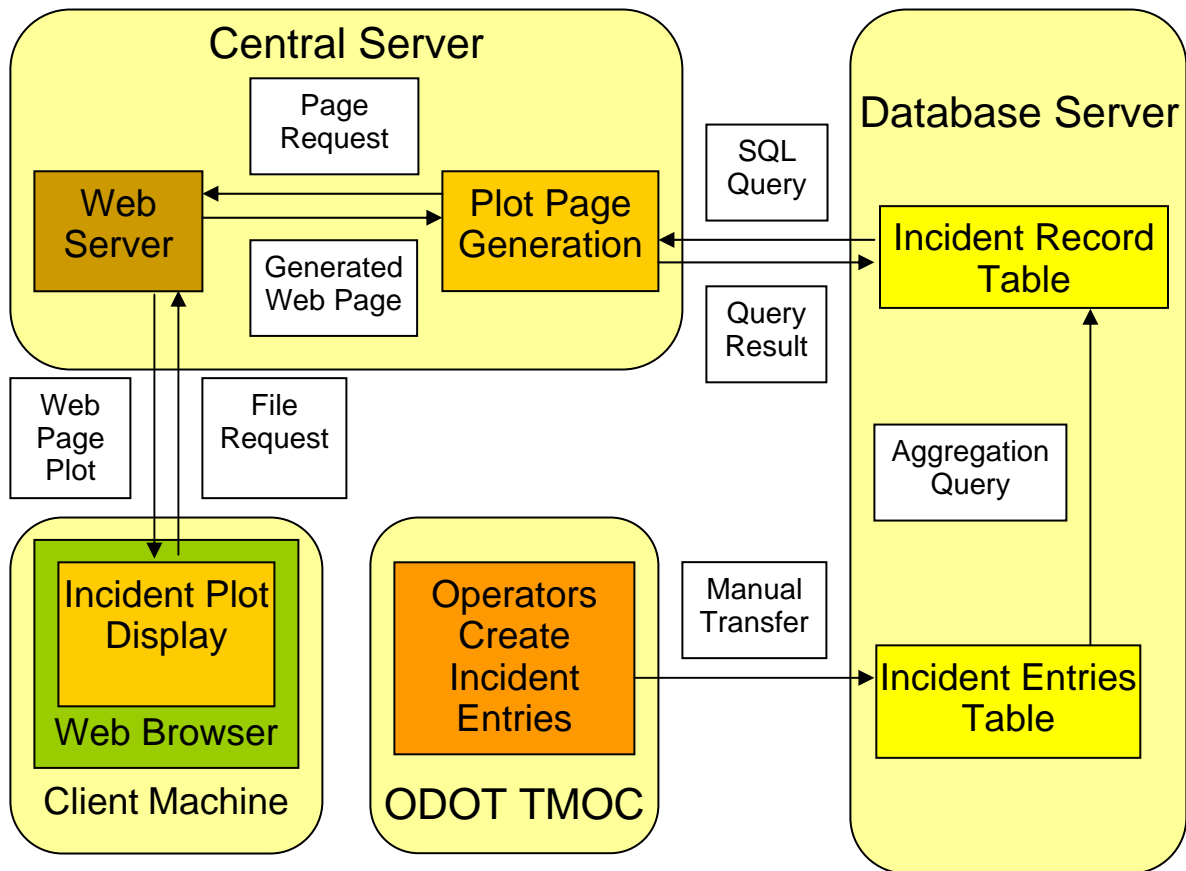 Central Server
Page
Request
Web
Server
Plot Page
Generation
Generated
Web Page
SQL
Query
Query
Result
Database Server
Incident Record
Table
Web
Page
Plot
File
Request
Aggregation
Query
Incident Plot
Display
Web Browser
Client Machine
Operators
Create
Incident
Entries
ODOT TMOC
Manual
Transfer
Incident Entries
Table